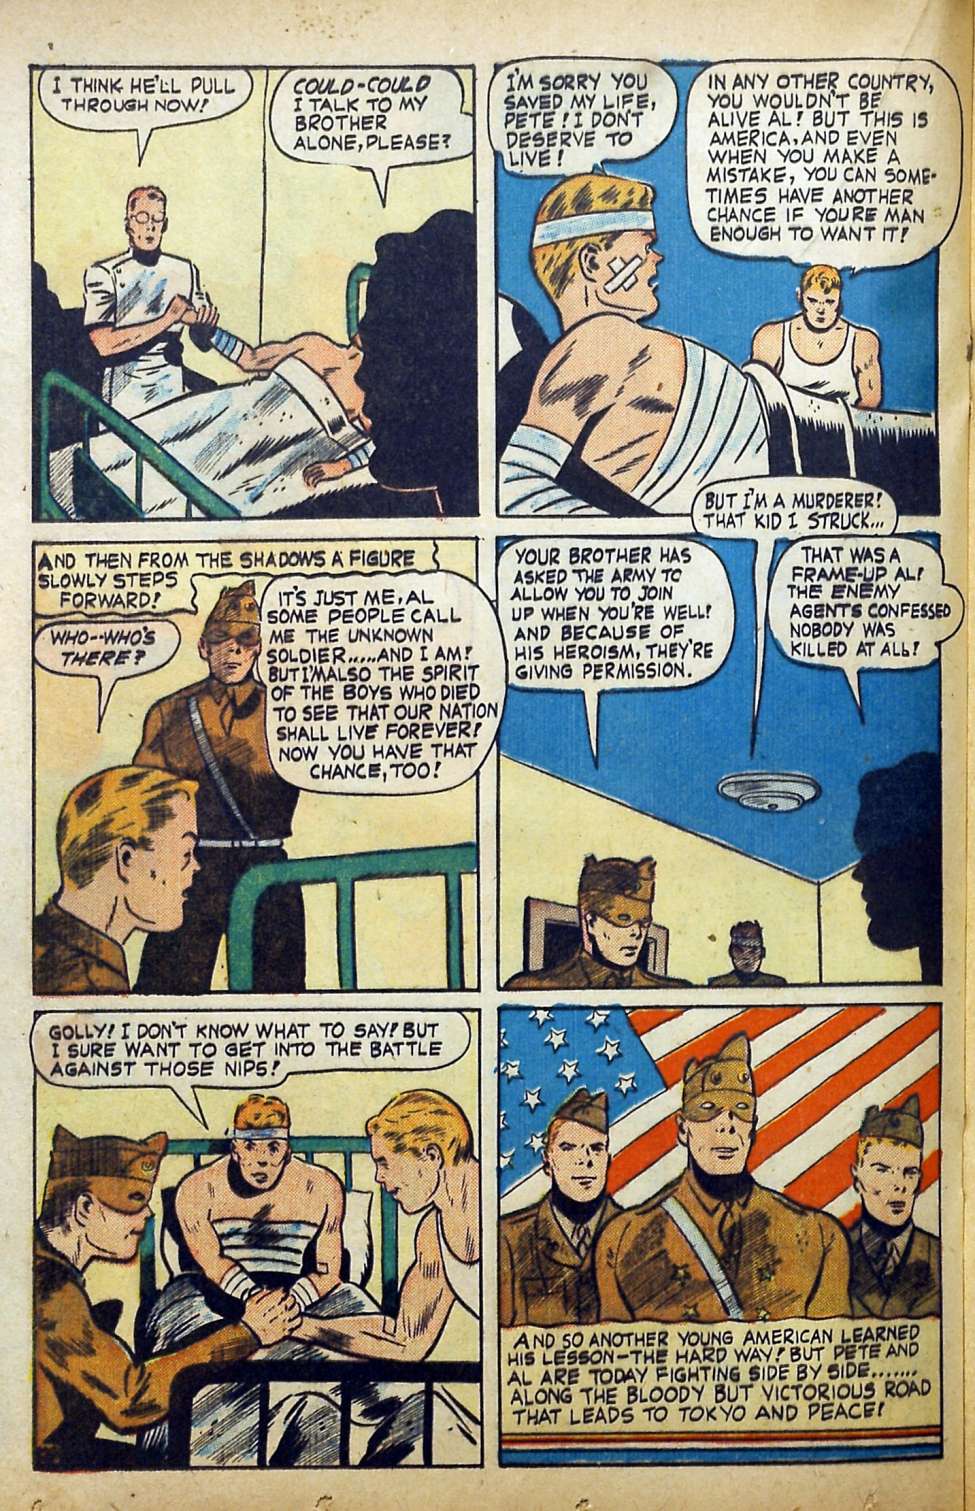 I THINK HE'LL PULL
THROUGH NOW!
COULD-COULD
I TALK TO MY
BROTHER
ALONE, PLEASE?
I'M SORRY YOU
SAVED MY LIFE,
PETE! I DON'T
DESERVE TO
LIVE!
IN ANY OTHER COUNTRY,
YOU WOULDN'T BE
ALIVE AL! BUT THIS IS
AMERICA, AND EVEN
WHEN YOU MAKE A
MISTAKE, YOU CAN SOME-
TIMES HAVE ANOTHER
CHANCE IF YOU'RE MAN
ENOUGH TO WANT IT!
AND THEN FROM THE SHADOWS A FIGURE
SLOWLY STEPS
FORWARD!
WHO--WHO'S
THERE?
IT'S JUST ME, AL
SOME PEOPLE CALL
ME THE UNKNOWN
SOLDIER.....AND I AM!
BUT I'M ALSO THE SPIRIT
OF THE BOYS WHO DIED
TO SEE THAT OUR NATION
SHALL LIVE FOREVER!
NOW YOU HAVE THAT
CHANCE, TOO!
YOUR BROTHER HAS
ASKED THE ARMY TO
ALLOW YOU TO JOIN
UP WHEN YOU'RE WELL!
AND BECAUSE OF
HIS HEROISM, THEY'RE
GIVING PERMISSION.
BUT I'M A MURDERER!
THAT KID I STRUCK...
THAT WAS A
FRAME-UP AL!
THE ENEMY
AGENTS CONFESSED
NOBODY WAS
KILLED AT ALL!
GOLLY! I DON'T KNOW WHAT TO SAY! BUT
I SURE WANT TO GET INTO THE BATTLE
AGAINST THOSE NIPS!
AND SO ANOTHER YOUNG AMERICAN LEARNED
HIS LESSON-THE HARD WAY! BUT PETE AND
AL ARE TODAY FIGHTING SIDE BY SIDE.......
ALONG THE BLOODY BUT VICTORIOUS ROAD
THAT LEADS TO TOKYO AND PEACE!